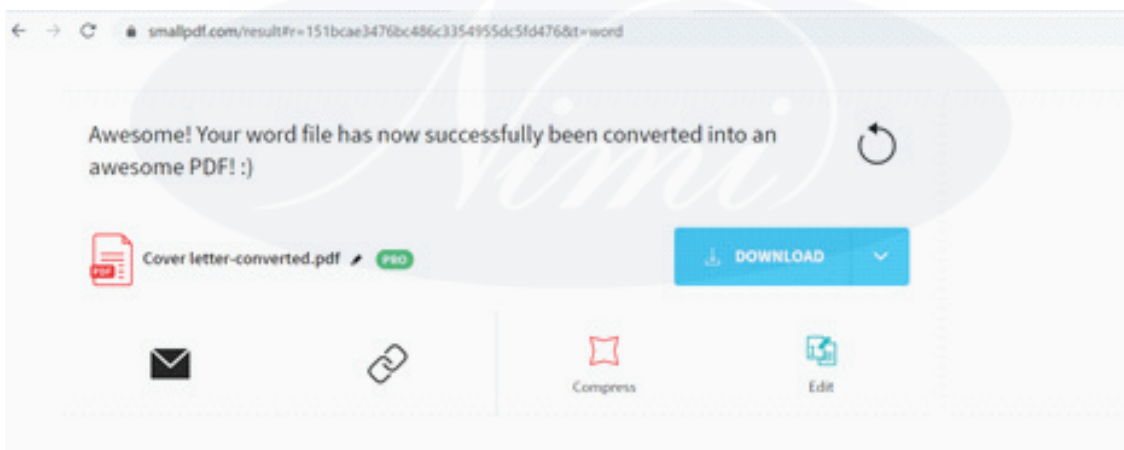 smallpdf.com/result#r=151bcae3476bc486c3354955dc5fd476&t=word
Awesome! Your word file has now successfully been converted into an
awesome PDF! :)
PDF Cover letter-converted.pdf PRO
DOWNLOAD
Compress Edit
Nimi